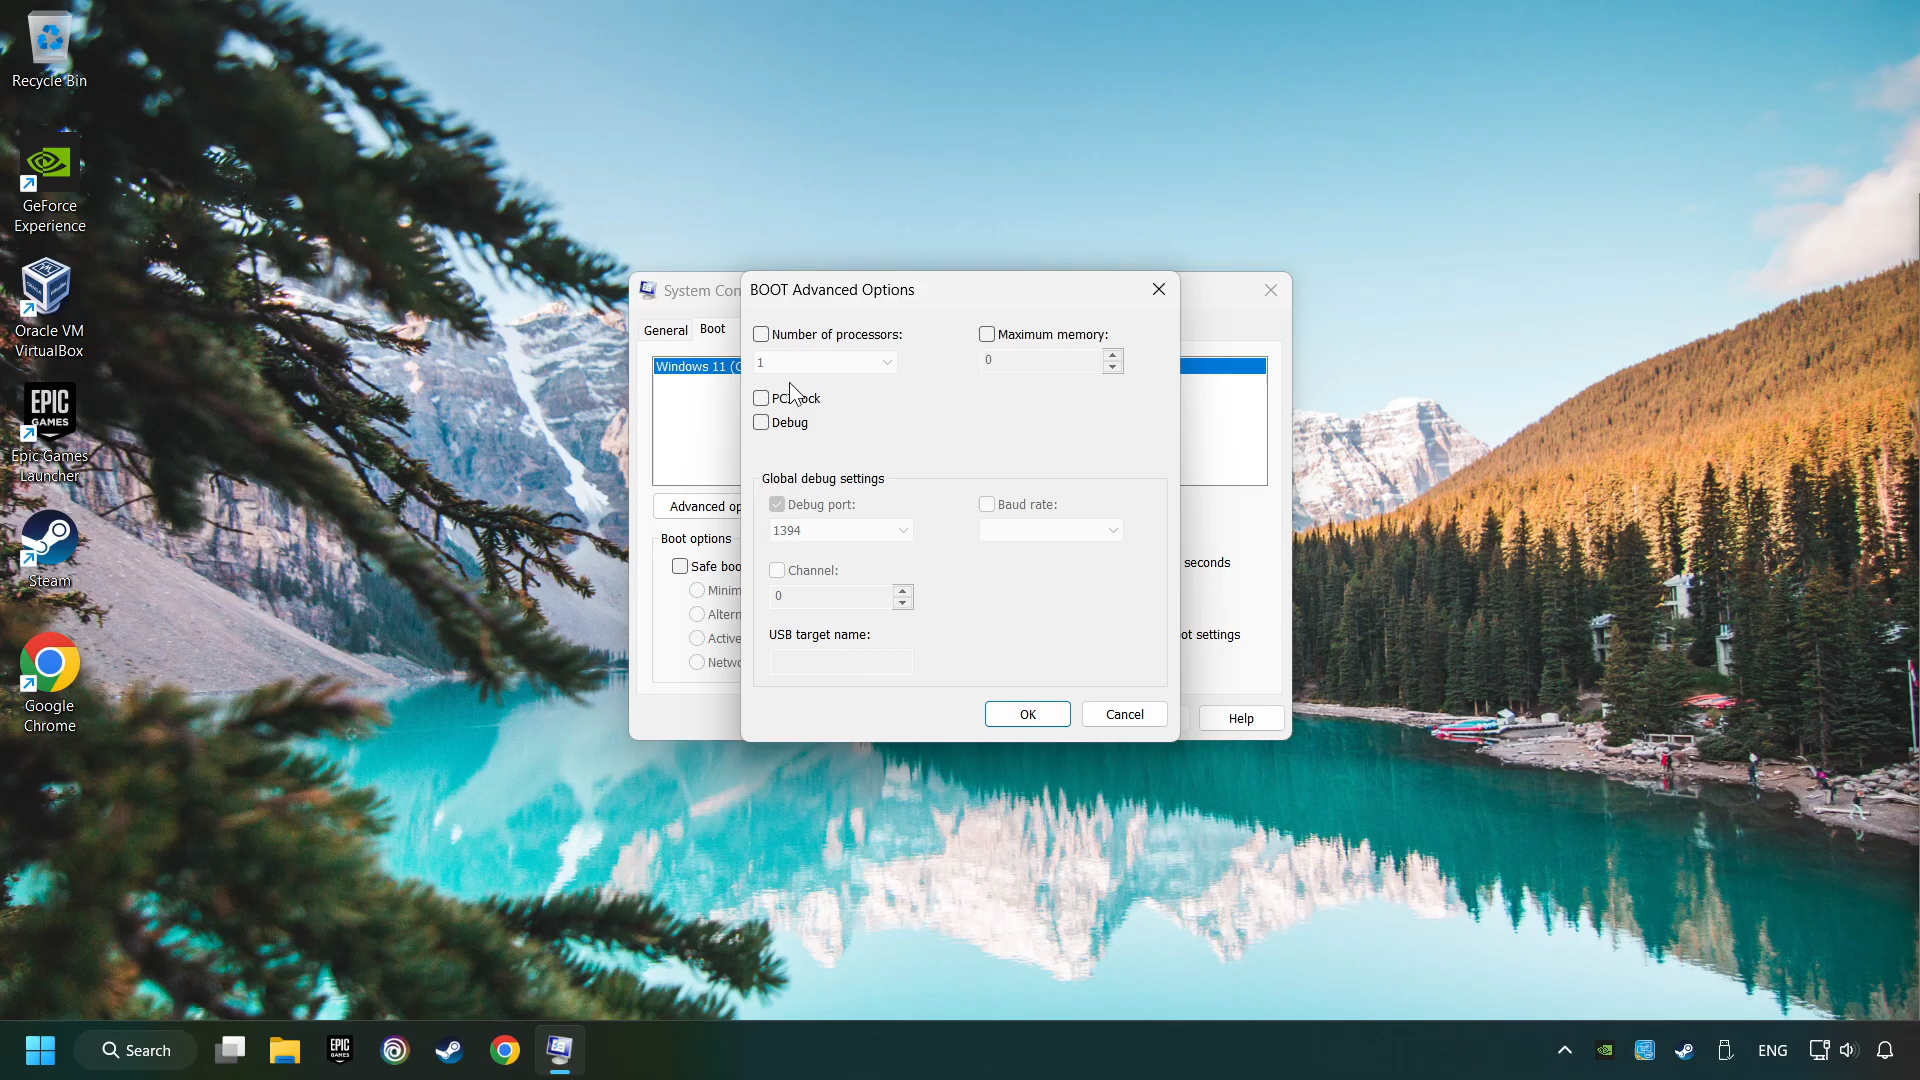 Recycle Bin
GeForce
Experience
Oracle VM
VirtualBox
EPIC
GAMES
Epic Games
Launcher
Steam
Google
Chrome
System Con
General
Boot
Windows 11 (C
Advanced op
Boot options
Safe boo
Minim
Altern
Active
Netwo
seconds
ot settings
Help
BOOT Advanced Options
Number of processors:
Maximum memory:
1
0
PCI Lock
Debug
Global debug settings
Debug port:
Baud rate:
1394
Channel:
0
USB target name:
OK
Cancel
Search
EPIC
GAMES
ENG